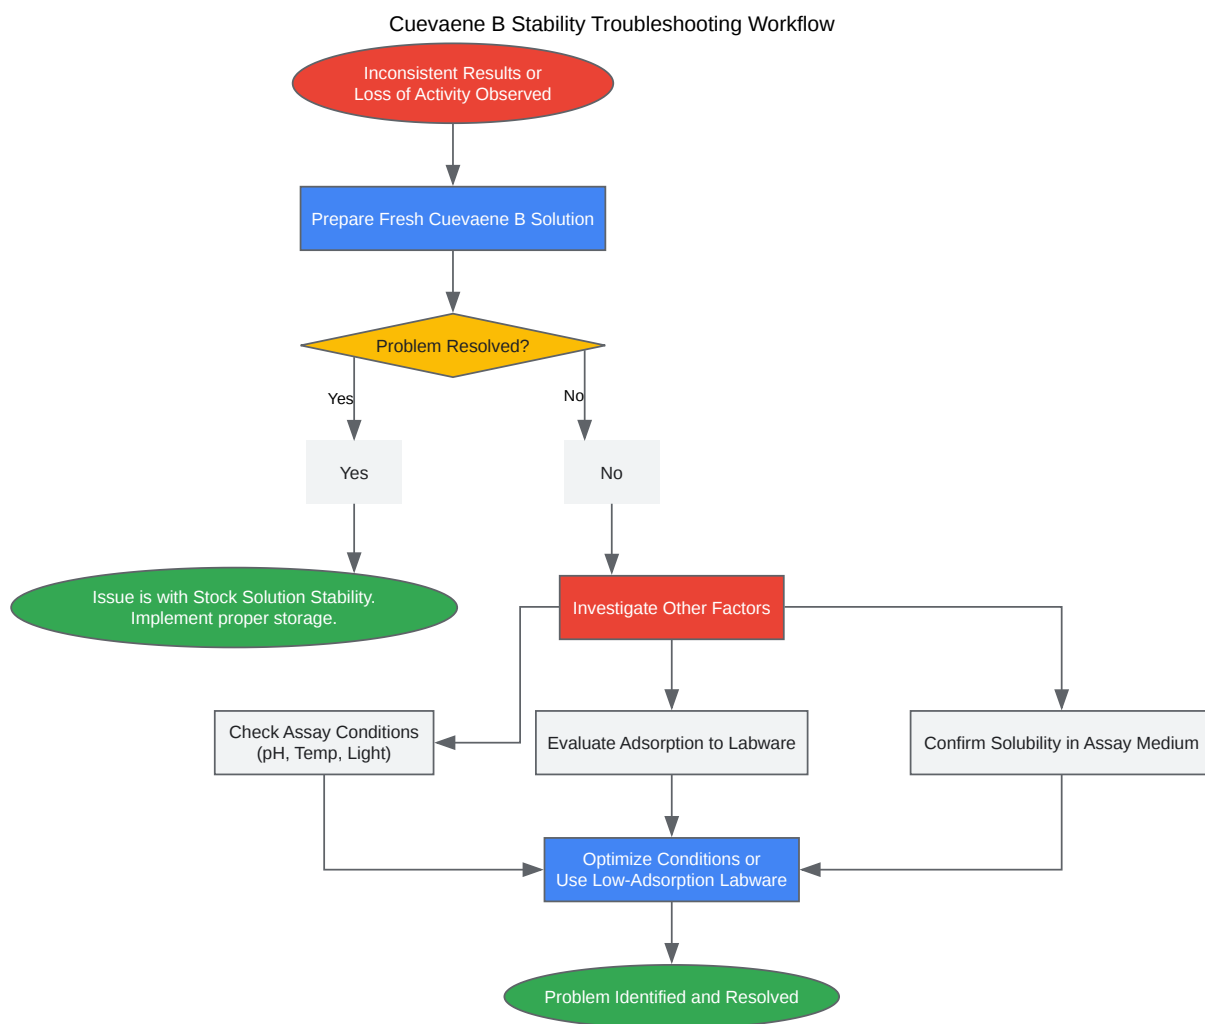 Cuevaene B Stability Troubleshooting Workflow
Inconsistent Results or
Loss of Activity Observed
Prepare Fresh Cuevaene B Solution
Problem Resolved?
Yes
No
Yes
No
Issue is with Stock Solution Stability.
Implement proper storage.
Investigate Other Factors
Check Assay Conditions
(pH, Temp, Light)
Evaluate Adsorption to Labware
Confirm Solubility in Assay Medium
Optimize Conditions or
Use Low-Adsorption Labware
Problem Identified and Resolved